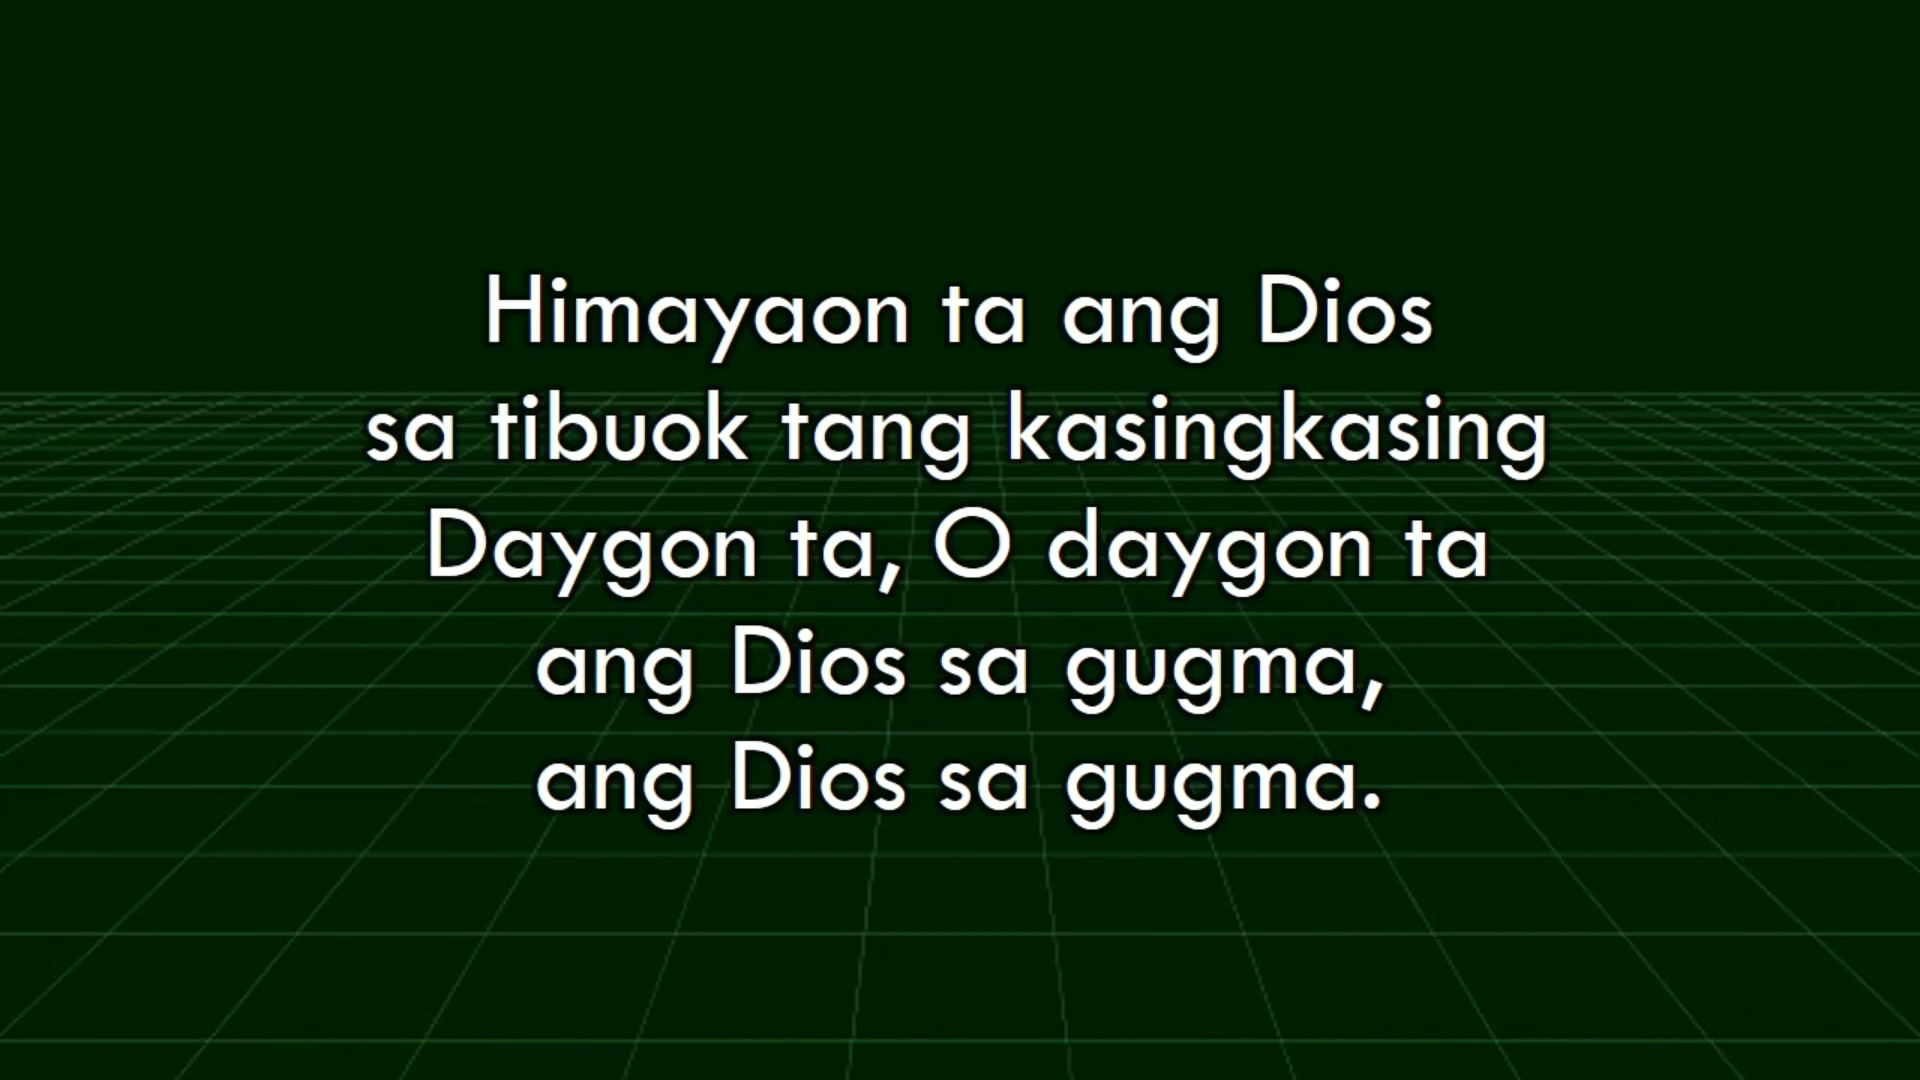 Himayaon ta ang Dios
sa tibuok tang kasingkasing
Daygon ta, O daygon ta
ang Dios sa gugma,
ang Dios sa gugma.